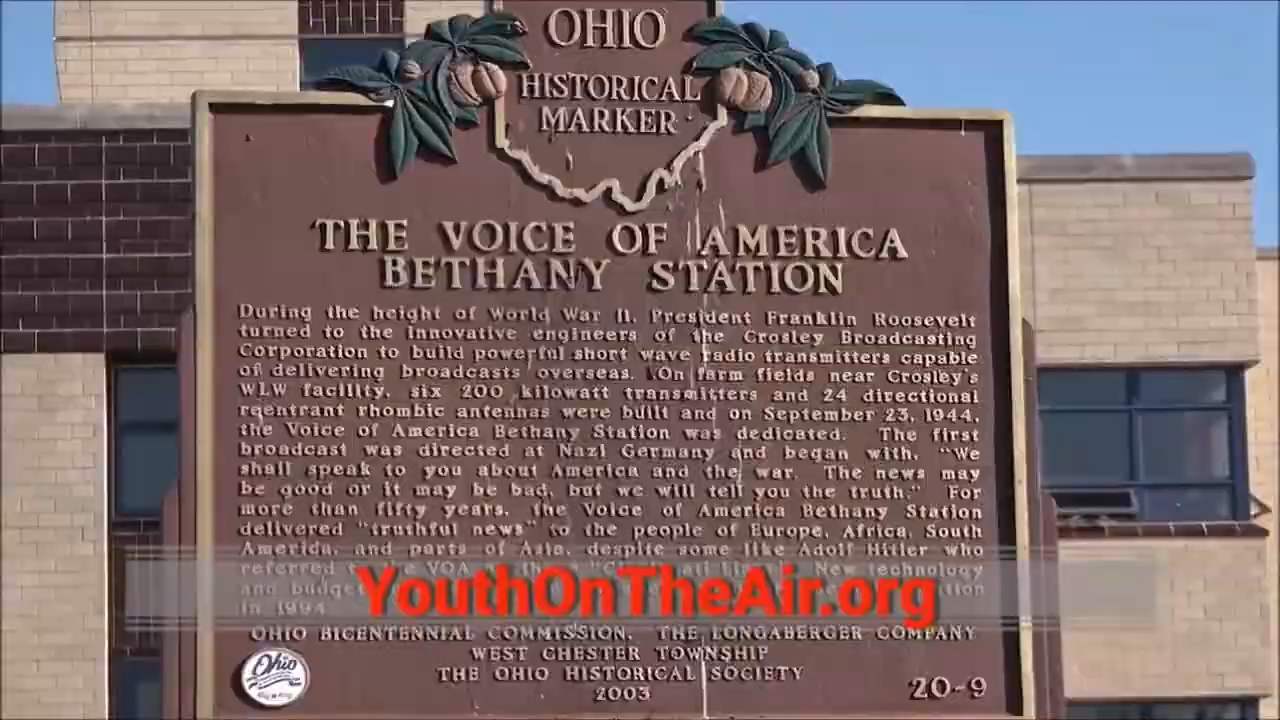 OHIO
HISTORICAL
MARKER
THE VOICE OF AMERICA
BETHANY STATION
During the height of World War II, President Franklin Roosevelt
turned to the innovative engineers of the Crosley Broadcasting
Corporation to build powerful short wave radio transmitters capable
of delivering broadcasts overseas. On farm fields near Crosley's
WLW facility, six 200 kilowatt transmitters and 24 directional
reentrant rhombic antennas were built and on September 23, 1944,
the Voice of America Bethany Station was dedicated. The first
broadcast was directed at Nazi Germany and began with, "We
shall speak to you about America and the war. The news may
be good or it may be bad, but we will tell you the truth." For
more than fifty years, the Voice of America Bethany Station
delivered "truthful news" to the people of Europe, Africa, South
America, and parts of Asia, despite some like Adolf Hitler who
referred VOA New technology
and
in 1994.
YouthOnTheAir.org
OHIO BICENTENNIAL COMMISSION, THE LONGABERGER COMPANY
WEST CHESTER TOWNSHIP
THE OHIO HISTORICAL SOCIETY
2003
20-9
Ohio